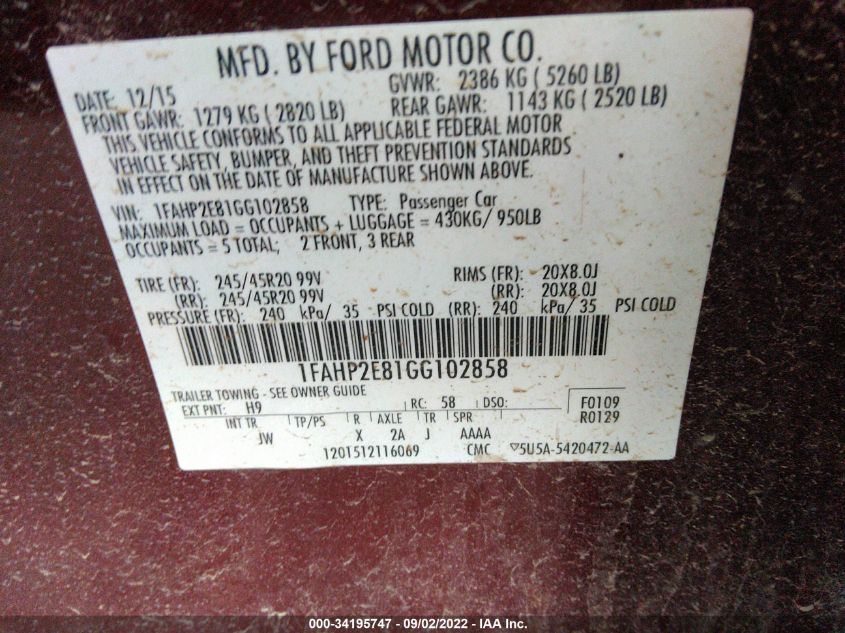 MFD. BY FORD MOTOR CO.
DATE: 12/15 GVWR: 2386 KG ( 5260 LB)
FRONT GAWR: 1279 KG ( 2820 LB) REAR GAWR: 1143 KG ( 2520 LB)
THIS VEHICLE CONFORMS TO ALL APPLICABLE FEDERAL MOTOR
VEHICLE SAFETY, BUMPER, AND THEFT PREVENTION STANDARDS
IN EFFECT ON THE DATE OF MANUFACTURE SHOWN ABOVE.
VIN: 1FAHP2E81GG102858 TYPE: Passenger Car
MAXIMUM LOAD = OCCUPANTS + LUGGAGE = 430KG/ 950LB
OCCUPANTS = 5 TOTAL; 2 FRONT, 3 REAR
TIRE (FR): 245/45R20 99V RIMS (FR): 20X8.0J
(RR): 245/45R20 99V (RR): 20X8.0J
PRESSURE (FR): 240 kPa/ 35 PSI COLD (RR): 240 kPa/ 35 PSI COLD
1FAHP2E81GG102858
TRAILER TOWING - SEE OWNER GUIDE
EXT PNT: H9 RC: 58 DSO: F0109
INT TR TP/PS R AXLE TR SPR R0129
JW X 2A J AAAA
1201512116069 CMC ▽5U5A-5420472-AA
000-34195747 - 09/02/2022 - IAA Inc.